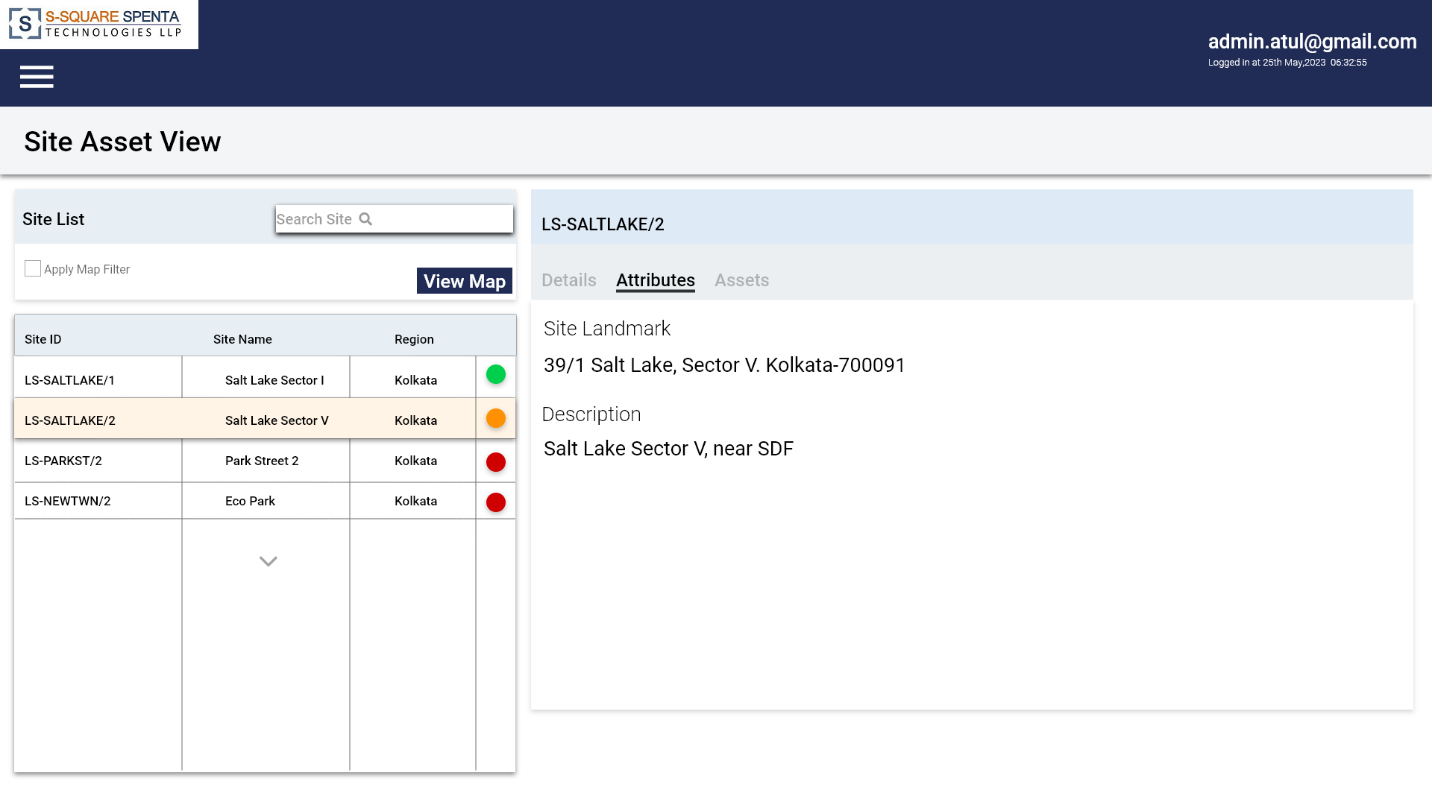 S
S-SQUARE SPENTA
TECHNOLOGIES LLP
admin.atul@gmail.com
Logged in at 25th May,2023 06:32:55
Site Asset View
Site List
Search Site
Apply Map Filter
View Map
Site ID Site Name Region
LS-SALTLAKE/1 Salt Lake Sector I Kolkata
LS-SALTLAKE/2 Salt Lake Sector V Kolkata
LS-PARKST/2 Park Street 2 Kolkata
LS-NEWTWN/2 Eco Park Kolkata
LS-SALTLAKE/2
Details Attributes Assets
Site Landmark
39/1 Salt Lake, Sector V. Kolkata-700091
Description
Salt Lake Sector V, near SDF